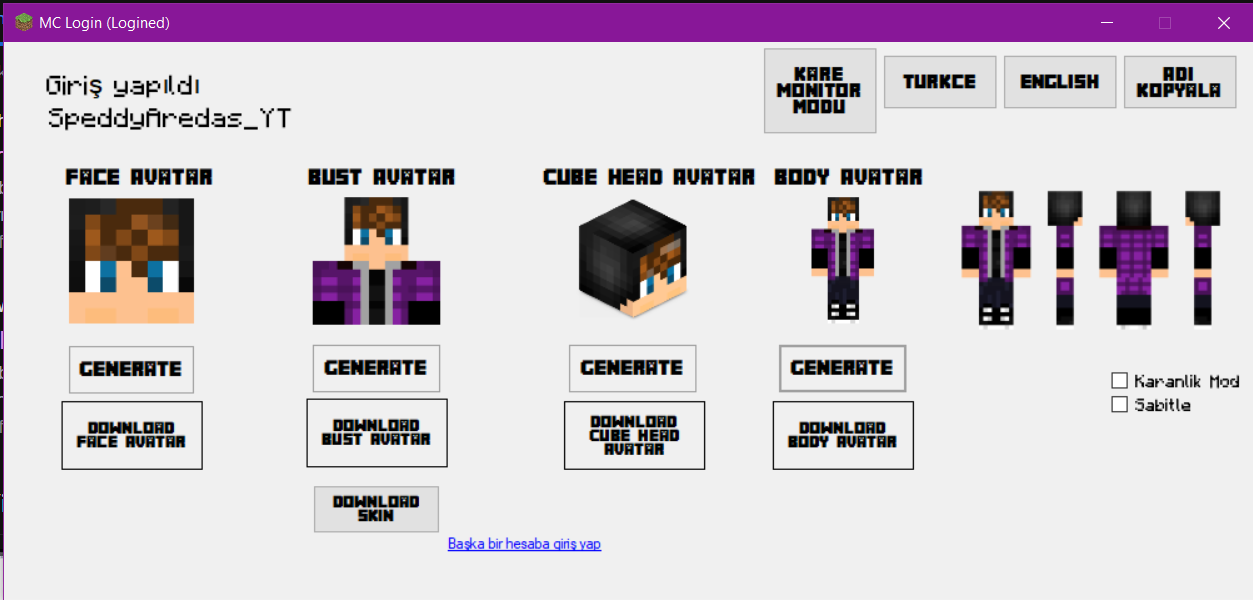 MC Login (Logined)
Giriş yapıldı
SpeddyAredas_YT
KARE
MONITOR
MODU
TURKCE
ENGLISH
ADI
KOPYALA
FACE AVATAR
BUST AVATAR
CUBE HEAD AVATAR
BODY AVATAR
GENERATE
GENERATE
GENERATE
GENERATE
DOWNLOAD
FACE AVATAR
DOWNLOAD
BUST AVATAR
DOWNLOAD
CUBE HEAD
AVATAR
DOWNLOAD
BODY AVATAR
Karanlik Mod
Sabitle
DOWNLOAD
SKIN
Başka bir hesaba giriş yap